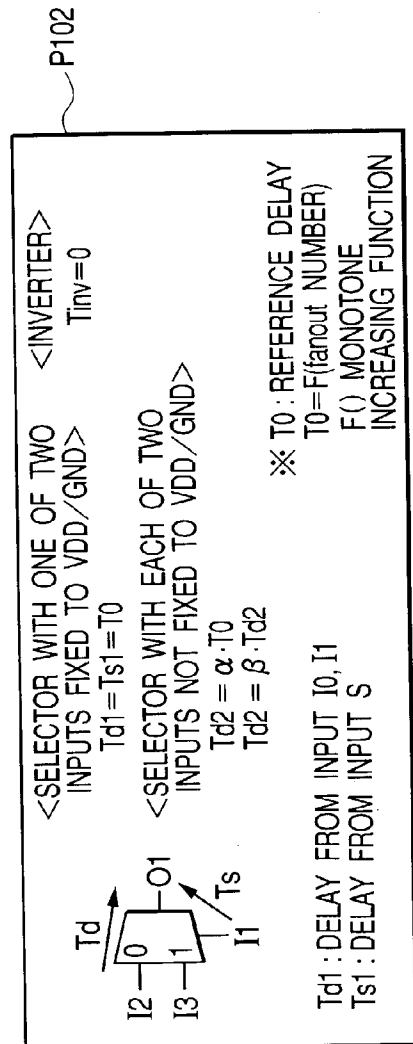 P102
Td
0
1
I2
I3
O1
I1
Ts
<SELECTOR WITH ONE OF TWO
INPUTS FIXED TO VDD/GND>
Td1=Ts1=T0
<INVERTER>
Tinv=0
<SELECTOR WITH EACH OF TWO
INPUTS NOT FIXED TO VDD/GND>
Td2 = α·T0
Td2 = β·Td2
Td1 : DELAY FROM INPUT I0, I1
Ts1 : DELAY FROM INPUT S
※ T0 : REFERENCE DELAY
T0=F(fanout NUMBER)
F() MONOTONE
INCREASING FUNCTION